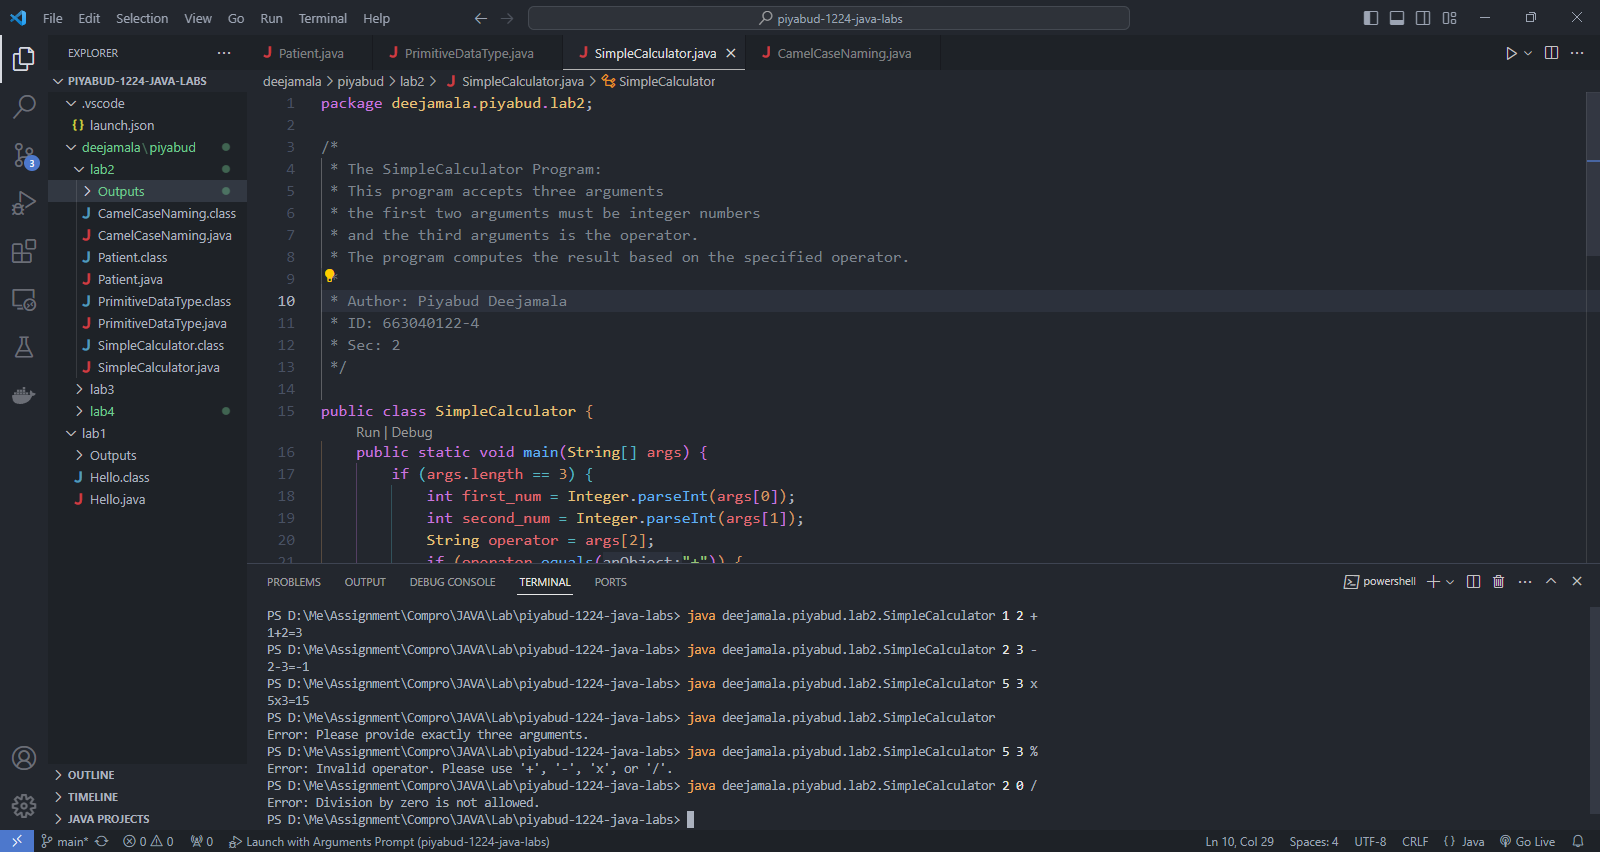 File Edit Selection View Go Run Terminal Help
piyabud-1224-java-labs
EXPLORER
PIYABUD-1224-JAVA-LABS
.vscode
{} launch.json
deejamala\piyabud
lab2
Outputs
J CamelCaseNaming.class
J CamelCaseNaming.java
J Patient.class
J Patient.java
J PrimitiveDataType.class
J PrimitiveDataType.java
J SimpleCalculator.class
J SimpleCalculator.java
lab3
lab4
lab1
Outputs
J Hello.class
J Hello.java
OUTLINE
TIMELINE
JAVA PROJECTS
3
J Patient.java J PrimitiveDataType.java J SimpleCalculator.java J CamelCaseNaming.java
deejamala > piyabud > lab2 > J SimpleCalculator.java > SimpleCalculator
1 package deejamala.piyabud.lab2;
2
3 /*
4 * The SimpleCalculator Program:
5 * This program accepts three arguments
6 * the first two arguments must be integer numbers
7 * and the third arguments is the operator.
8 * The program computes the result based on the specified operator.
9 *
10 * Author: Piyabud Deejamala
11 * ID: 663040122-4
12 * Sec: 2
13 */
14
15 public class SimpleCalculator {
Run | Debug
16 public static void main(String[] args) {
17 if (args.length == 3) {
18 int first_num = Integer.parseInt(args[0]);
19 int second_num = Integer.parseInt(args[1]);
20 String operator = args[2];
21 if (operator.equals(anObject:"+")) {
PROBLEMS OUTPUT DEBUG CONSOLE TERMINAL PORTS
powershell
PS D:\Me\Assignment\Compro\JAVA\Lab\piyabud-1224-java-labs> java deejamala.piyabud.lab2.SimpleCalculator 1 2 +
1+2=3
PS D:\Me\Assignment\Compro\JAVA\Lab\piyabud-1224-java-labs> java deejamala.piyabud.lab2.SimpleCalculator 2 3 -
2-3=-1
PS D:\Me\Assignment\Compro\JAVA\Lab\piyabud-1224-java-labs> java deejamala.piyabud.lab2.SimpleCalculator 5 3 x
5x3=15
PS D:\Me\Assignment\Compro\JAVA\Lab\piyabud-1224-java-labs> java deejamala.piyabud.lab2.SimpleCalculator
Error: Please provide exactly three arguments.
PS D:\Me\Assignment\Compro\JAVA\Lab\piyabud-1224-java-labs> java deejamala.piyabud.lab2.SimpleCalculator 5 3 %
Error: Invalid operator. Please use '+', '-', 'x', or '/'.
PS D:\Me\Assignment\Compro\JAVA\Lab\piyabud-1224-java-labs> java deejamala.piyabud.lab2.SimpleCalculator 2 0 /
Error: Division by zero is not allowed.
PS D:\Me\Assignment\Compro\JAVA\Lab\piyabud-1224-java-labs>
main* 0 0 0 Launch with Arguments Prompt (piyabud-1224-java-labs) Ln 10, Col 29 Spaces: 4 UTF-8 CRLF {} Java Go Live